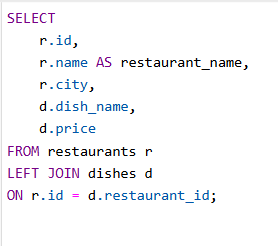 SELECT
    r.id,
    r.name AS restaurant_name,
    r.city,
    d.dish_name,
    d.price
FROM restaurants r
LEFT JOIN dishes d
ON r.id = d.restaurant_id;